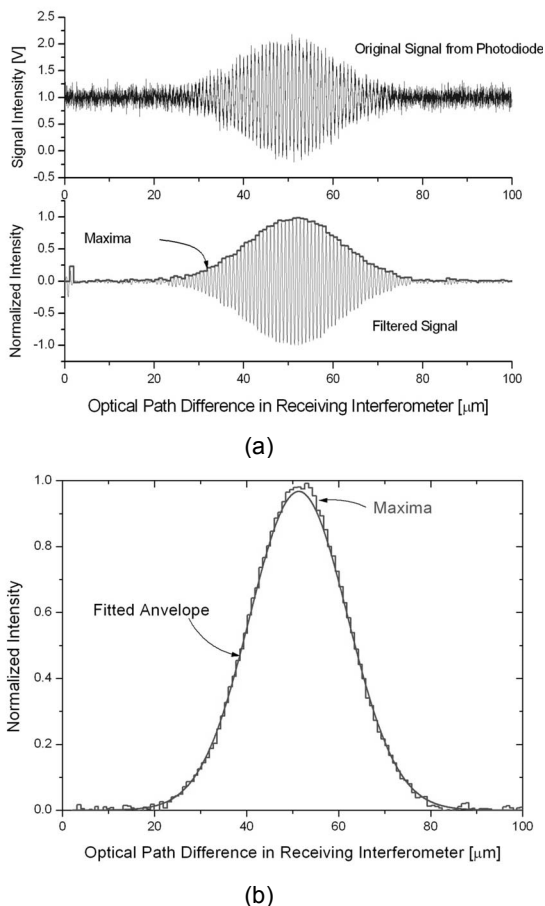 2.5
2.0
1.5
1.0
0.5
0.0
-0.5
Signal Intensity [V]
Original Signal from Photodiode
0 20 40 60 80 100
1.0
0.5
0.0
-0.5
-1.0
Normalized Intensity
Maxima
Filtered Signal
0 20 40 60 80 100
Optical Path Difference in Receiving Interferometer [μm]
(a)
1.0
0.8
0.6
0.4
0.2
0.0
Normalized Intensity
Maxima
Fitted Anvelope
0 20 40 60 80 100
Optical Path Difference in Receiving Interferometer [μm]
(b)